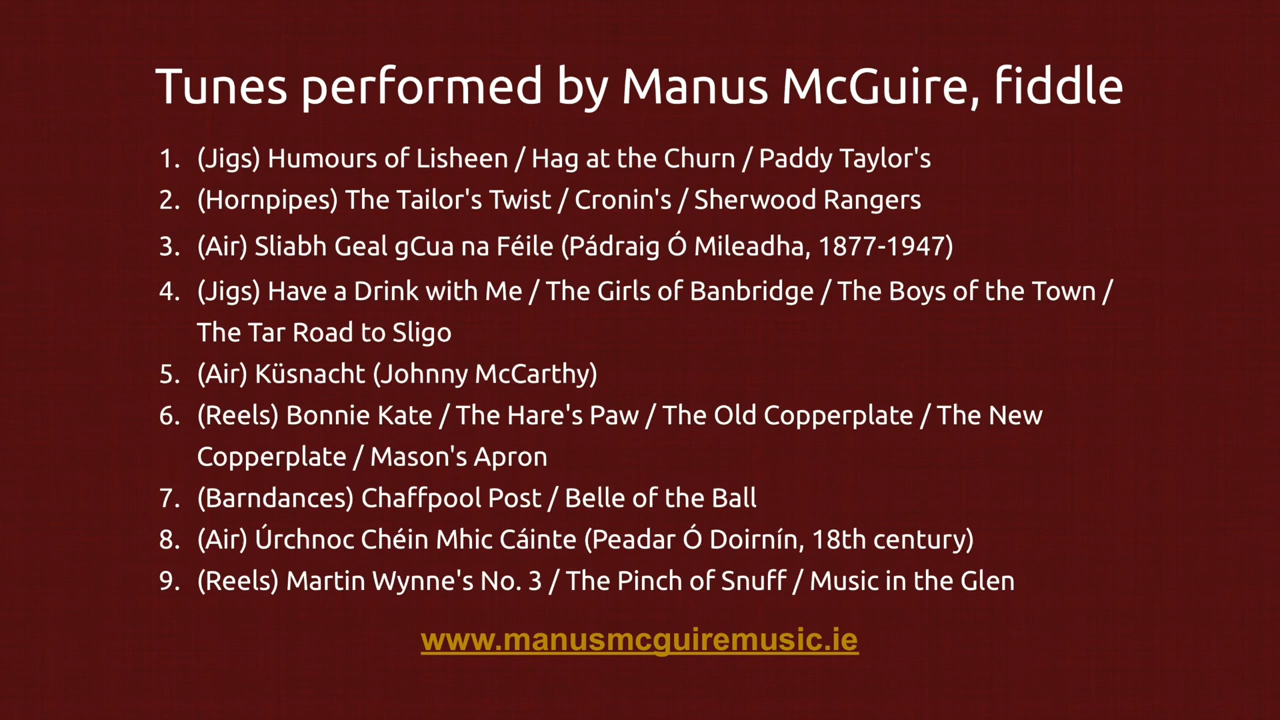 Tunes performed by Manus McGuire, fiddle
1. (Jigs) Humours of Lisheen / Hag at the Churn / Paddy Taylor's
2. (Hornpipes) The Tailor's Twist / Cronin's / Sherwood Rangers
3. (Air) Sliabh Geal gCua na Féile (Pádraig Ó Mileadha, 1877-1947)
4. (Jigs) Have a Drink with Me / The Girls of Banbridge / The Boys of the Town /
The Tar Road to Sligo
5. (Air) Küsnacht (Johnny McCarthy)
6. (Reels) Bonnie Kate / The Hare's Paw / The Old Copperplate / The New
Copperplate / Mason's Apron
7. (Barndances) Chaffpool Post / Belle of the Ball
8. (Air) Úrchnoc Chéin Mhic Cáinte (Peadar Ó Doirnín, 18th century)
9. (Reels) Martin Wynne's No. 3 / The Pinch of Snuff / Music in the Glen
www.manusmcguiremusic.ie